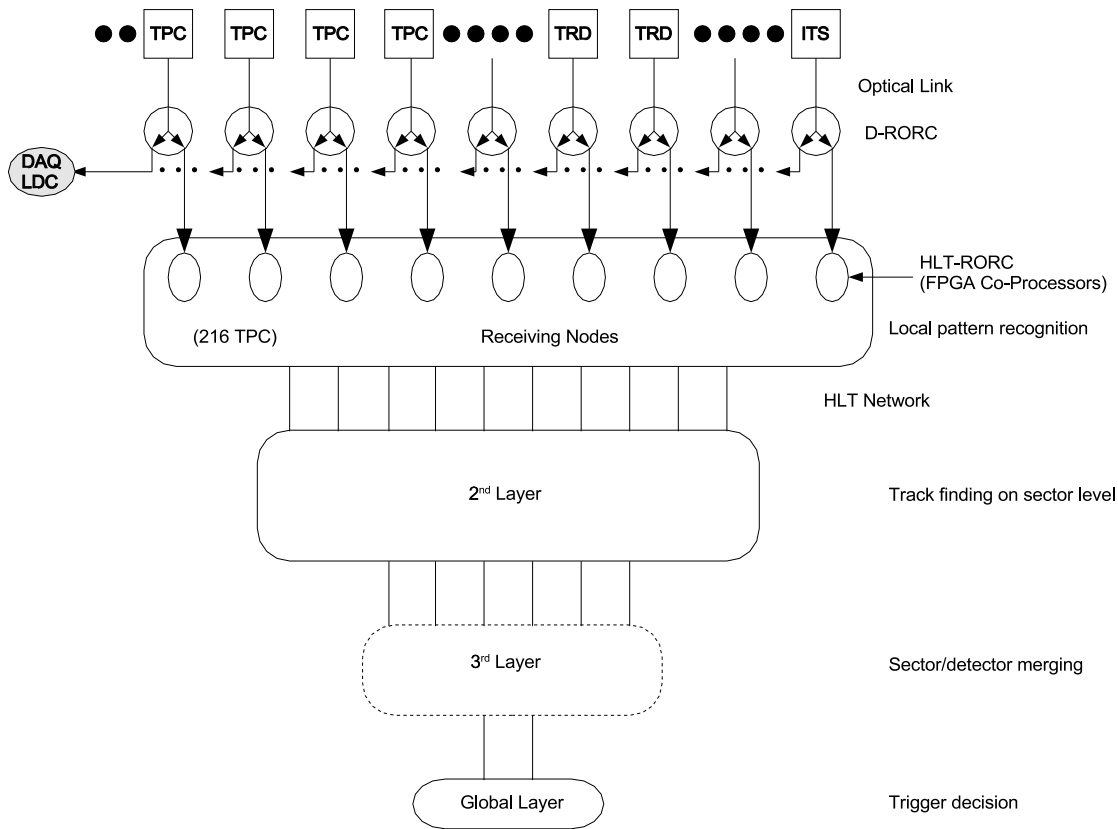 TPC TPC TPC TPC TRD TRD ITS
Optical Link
D-RORC
DAQ
LDC
HLT-RORC
(FPGA Co-Processors)
(216 TPC) Receiving Nodes
Local pattern recognition
HLT Network
2nd Layer
Track finding on sector level
3rd Layer
Sector/detector merging
Global Layer
Trigger decision